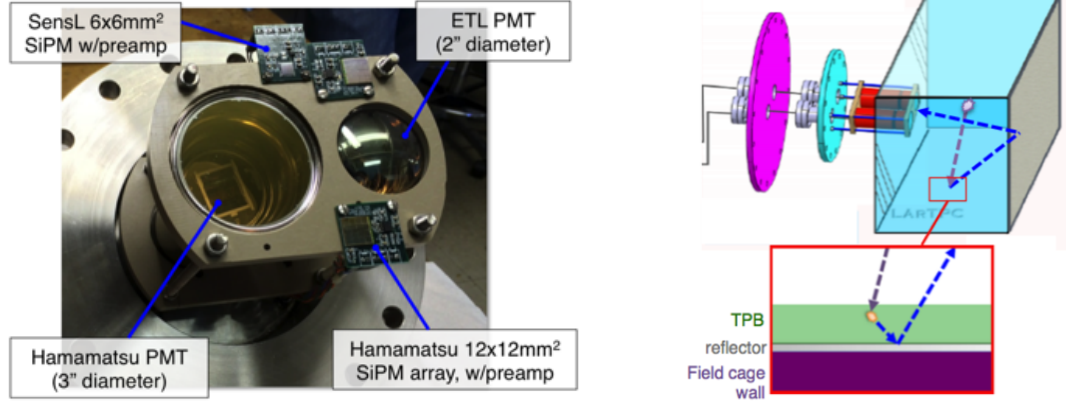 SensL 6x6mm²
SiPM w/preamp
ETL PMT
(2” diameter)
Hamamatsu PMT
(3” diameter)
Hamamatsu 12x12mm²
SiPM array, w/preamp
LARTPC
TPB
reflector
Field cage
wall